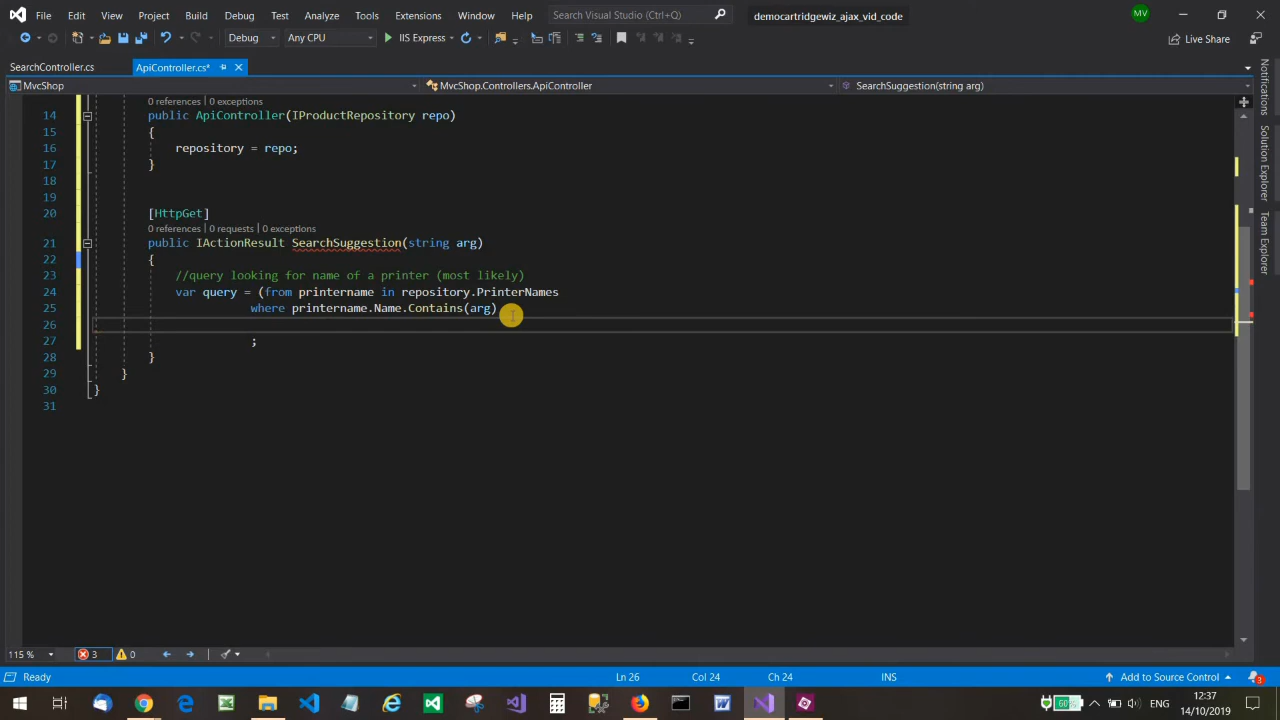 File Edit View Project Build Debug Test Analyze Tools Extensions Window Help Search Visual Studio (Ctrl+Q) democartridgewiz_ajax_vid_code MV
Debug Any CPU IIS Express Live Share
SearchController.cs ApiController.cs*
MvcShop MvcShop.Controllers.ApiController SearchSuggestion(string arg)
0 references | 0 exceptions
14 public ApiController(IProductRepository repo)
15 {
16 repository = repo;
17 }
18
19
20 [HttpGet]
0 references | 0 requests | 0 exceptions
21 public IActionResult SearchSuggestion(string arg)
22 {
23 //query looking for name of a printer (most likely)
24 var query = (from printername in repository.PrinterNames
25 where printername.Name.Contains(arg)
26
27 ;
28 }
29 }
30 }
31
Notifications
Solution Explorer
Team Explorer
115 % 3 0
Ready Ln 26 Col 24 Ch 24 INS Add to Source Control 3
60 ENG 12:37
14/10/2019